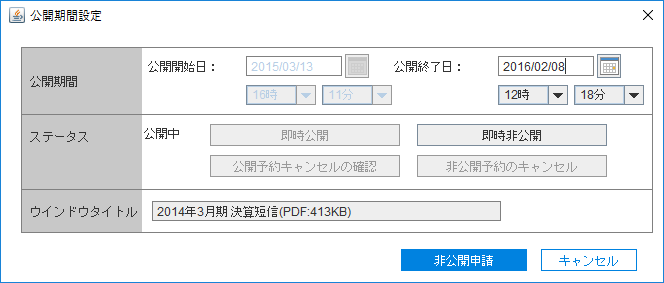 公開期間設定
公開期間
公開開始日：
2015/03/13
公開終了日：
2016/02/08
16時
11分
12時
18分
ステータス
公開中
即時公開
即時非公開
公開予約キャンセルの確認
非公開予約のキャンセル
ウインドウタイトル
2014年3月期 決算短信(PDF:413KB)
非公開申請
キャンセル